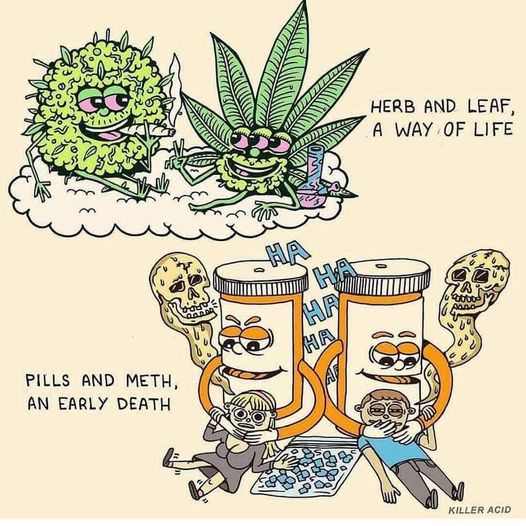 HERB AND LEAF,
A WAY OF LIFE
HA
HA
HA
HA
HA
PILLS AND METH,
AN EARLY DEATH
KILLER ACID